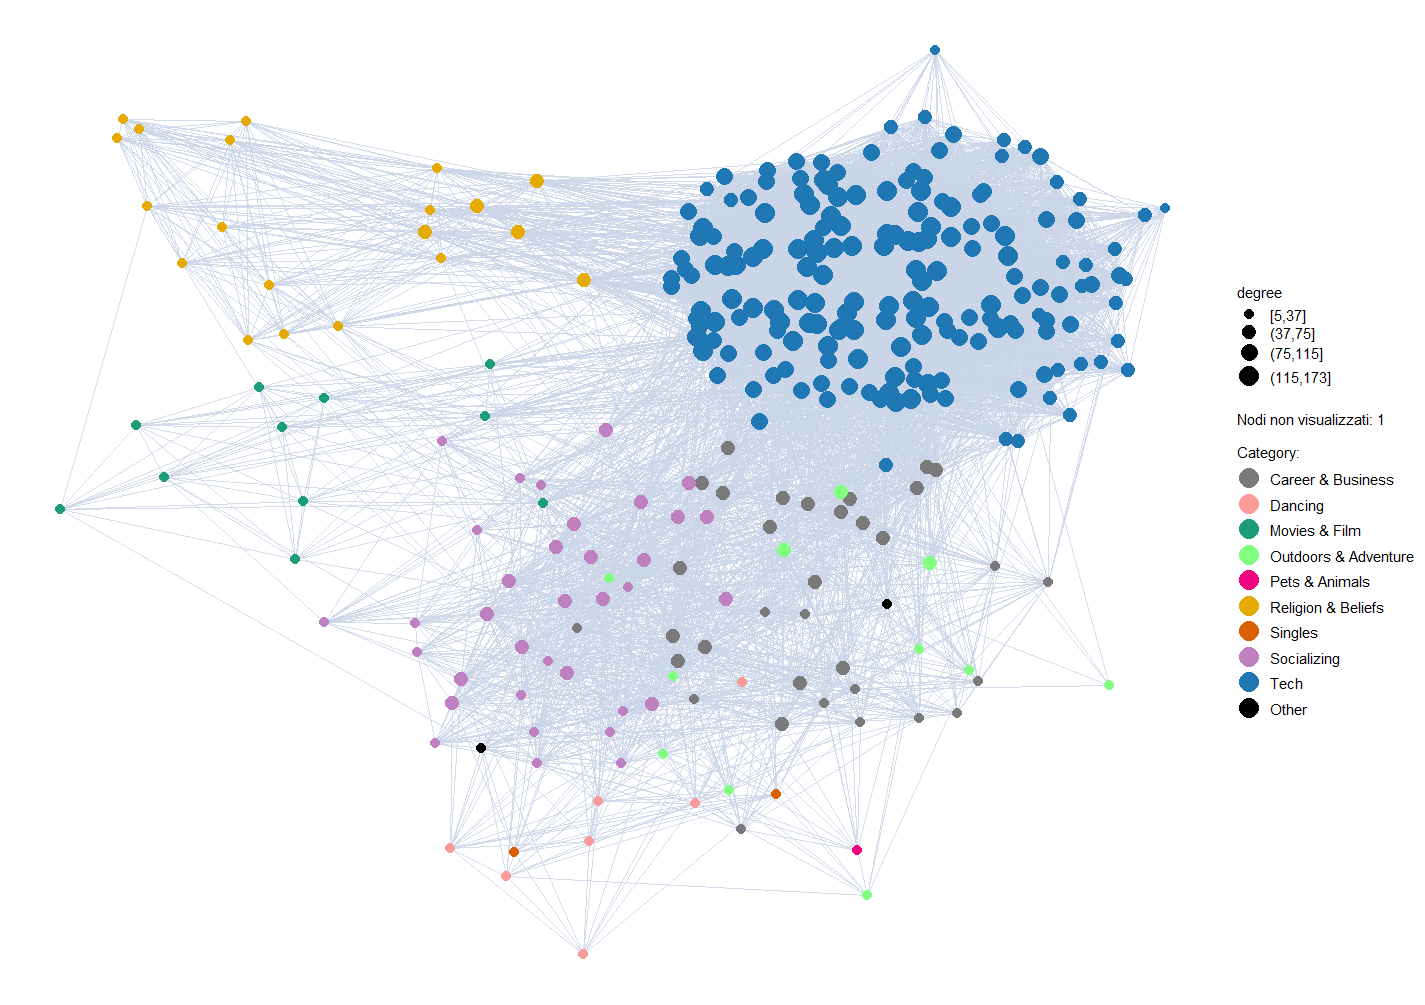 degree
[5,37]
(37,75]
(75,115]
(115,173]
Nodi non visualizzati: 1
Category:
Career & Business
Dancing
Movies & Film
Outdoors & Adventure
Pets & Animals
Religion & Beliefs
Singles
Socializing
Tech
Other